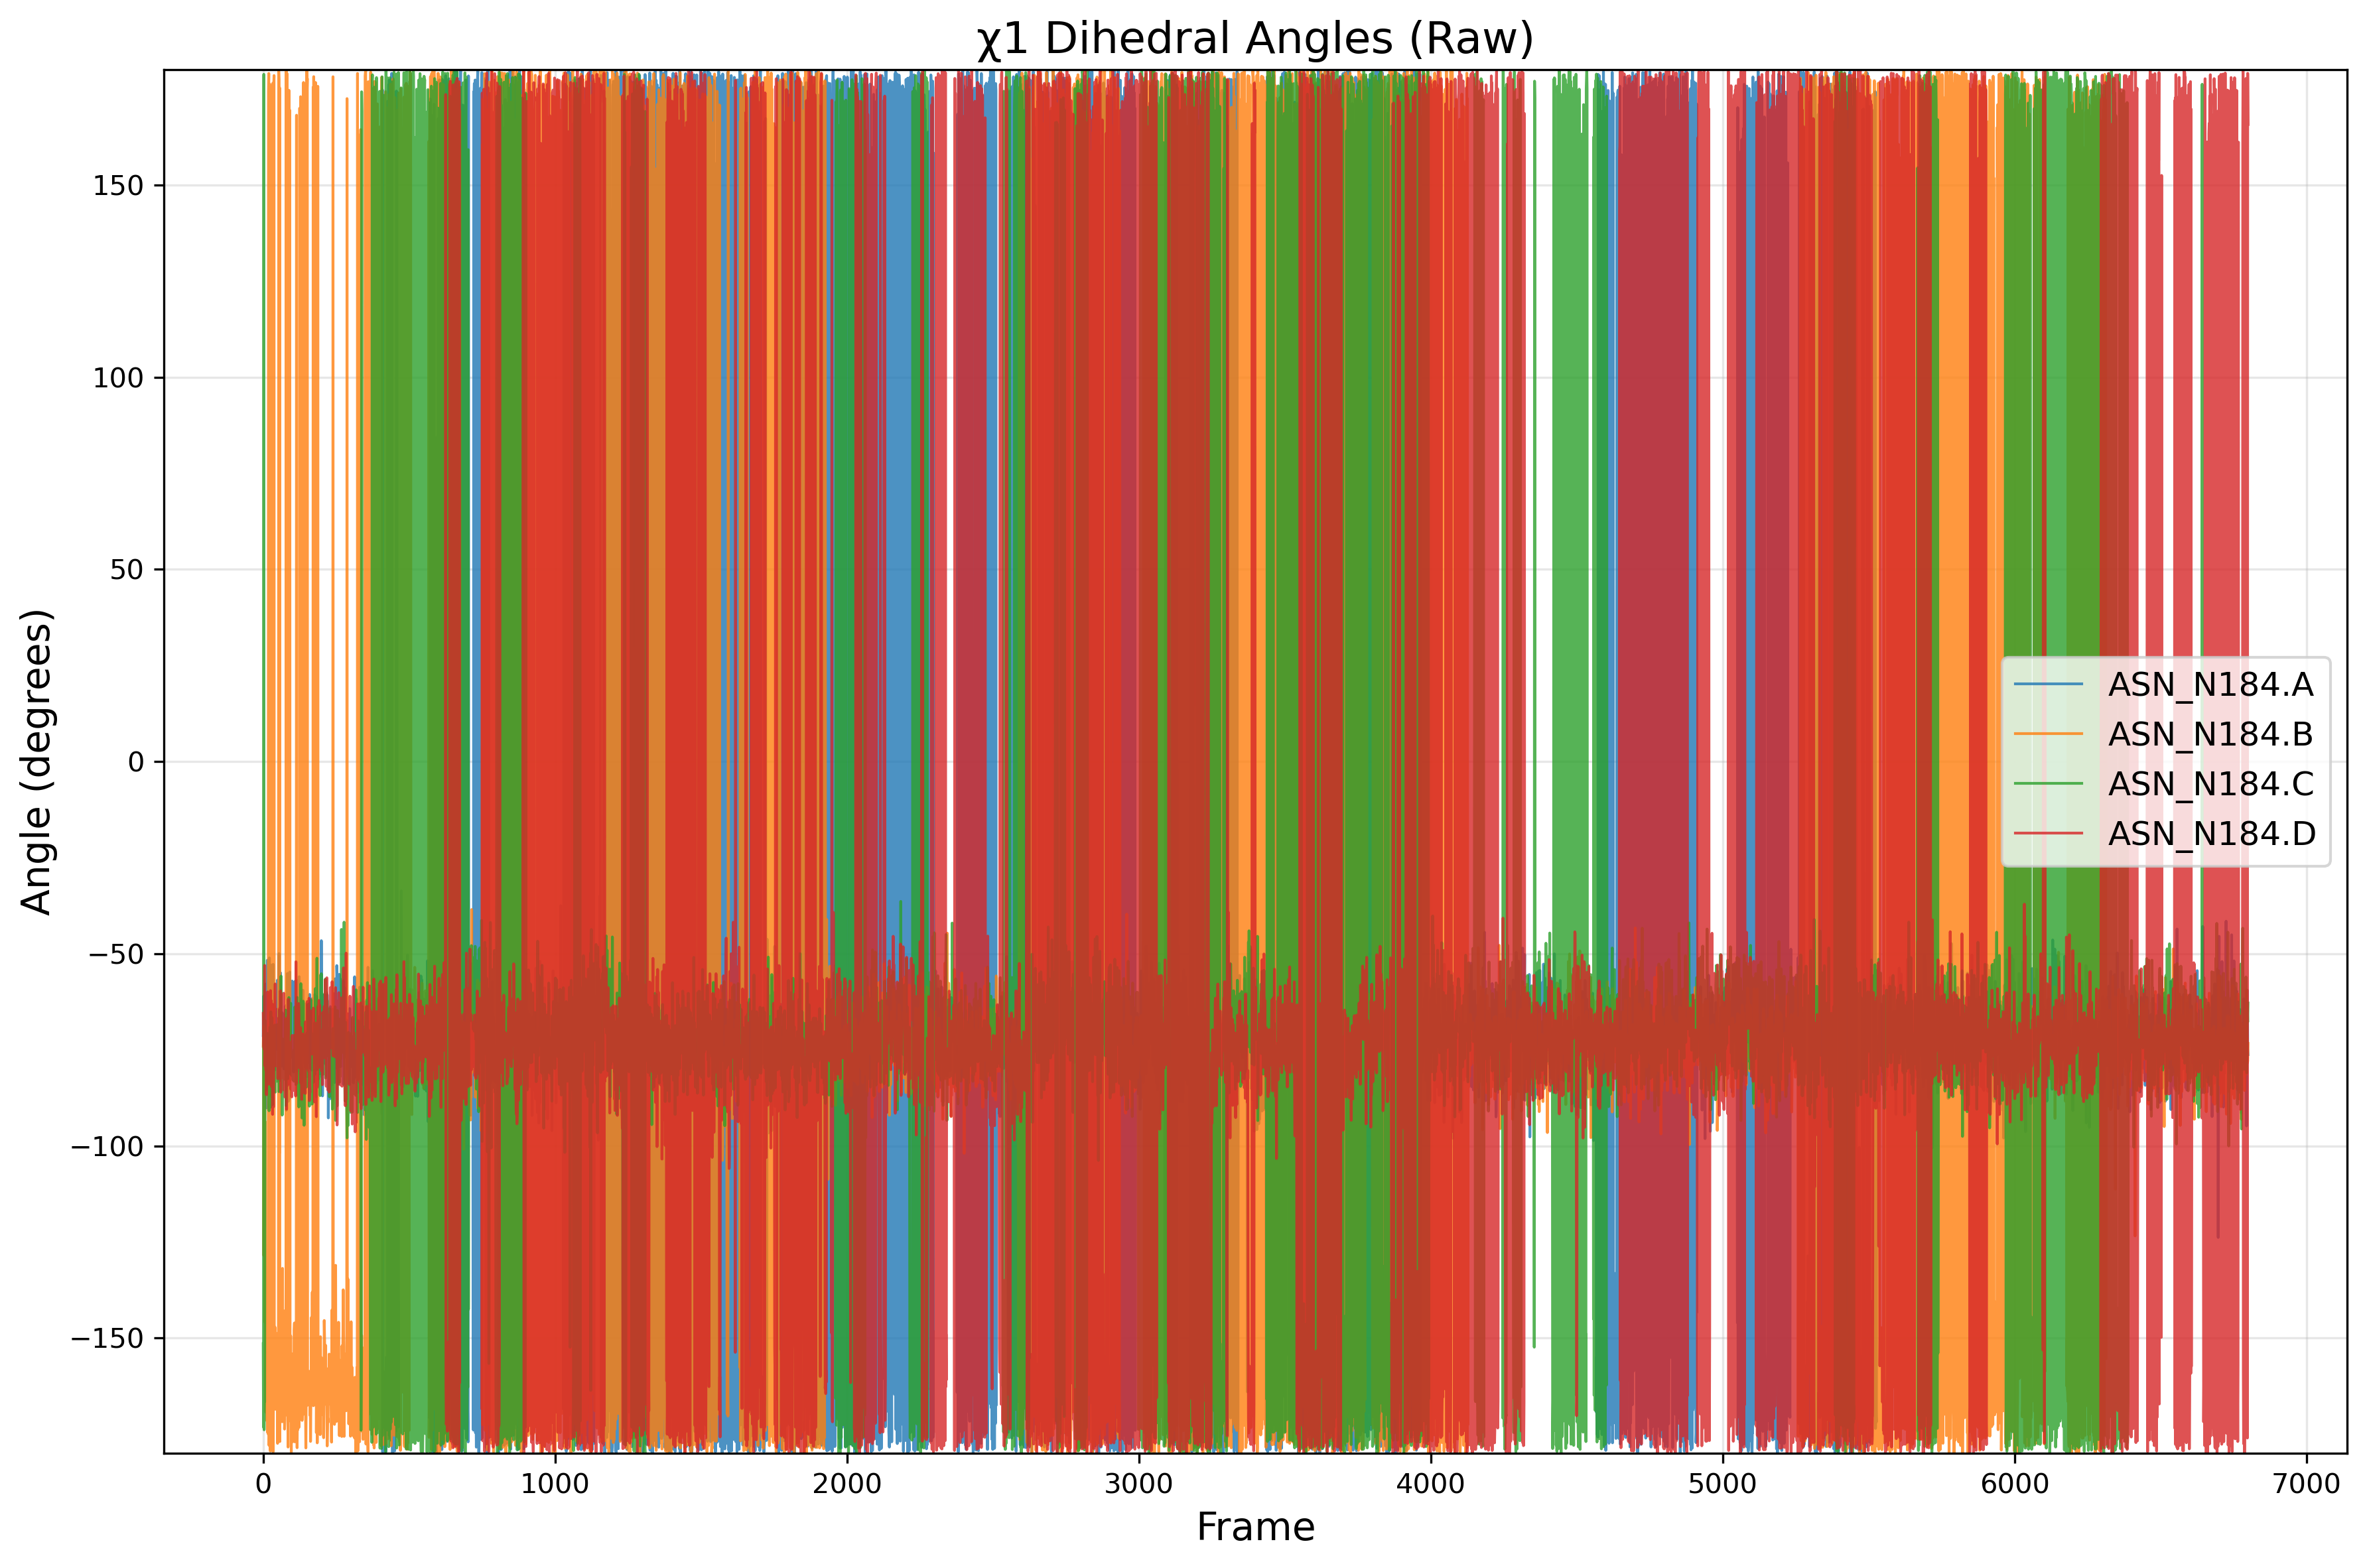 χ1 Dihedral Angles (Raw)
Angle (degrees)
150
100
50
0
−50
−100
−150
ASN_N184.A
ASN_N184.B
ASN_N184.C
ASN_N184.D
0
1000
2000
3000
4000
5000
6000
7000
Frame